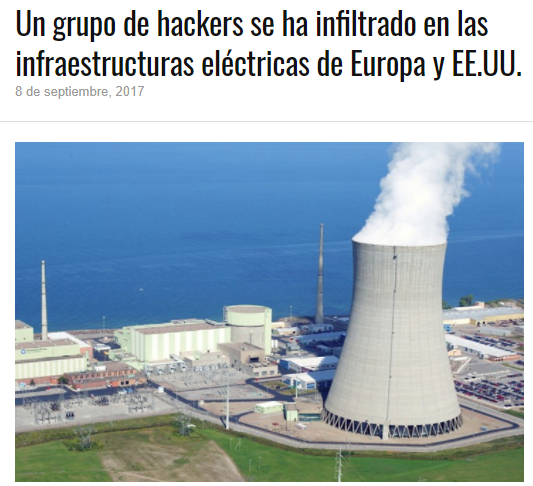 Un grupo de hackers se ha infiltrado en las
infraestructuras eléctricas de Europa y EE.UU.
8 de septiembre, 2017